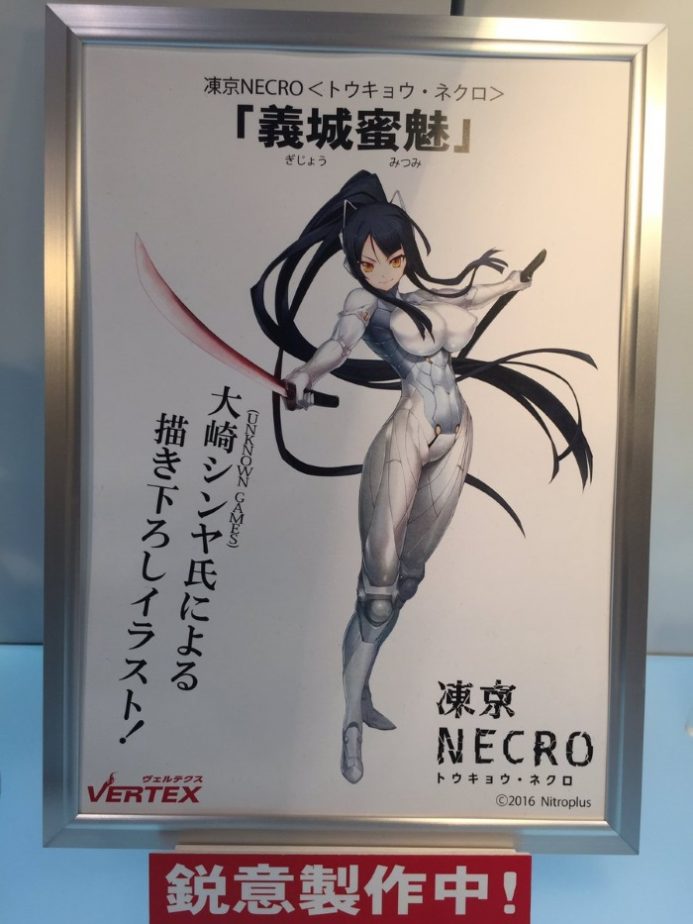 凍京NECRO<トウキョウ・ネクロ>
「義城蜜魅」
ぎじょう みつみ
大崎シンヤ氏による
(UNKNOWN GAMES)
描き下ろしイラスト!
凍京
NECRO
トウキョウ・ネクロ
©2016 Nitroplus
ヴェルテクス
VERTEX
鋭意製作中!